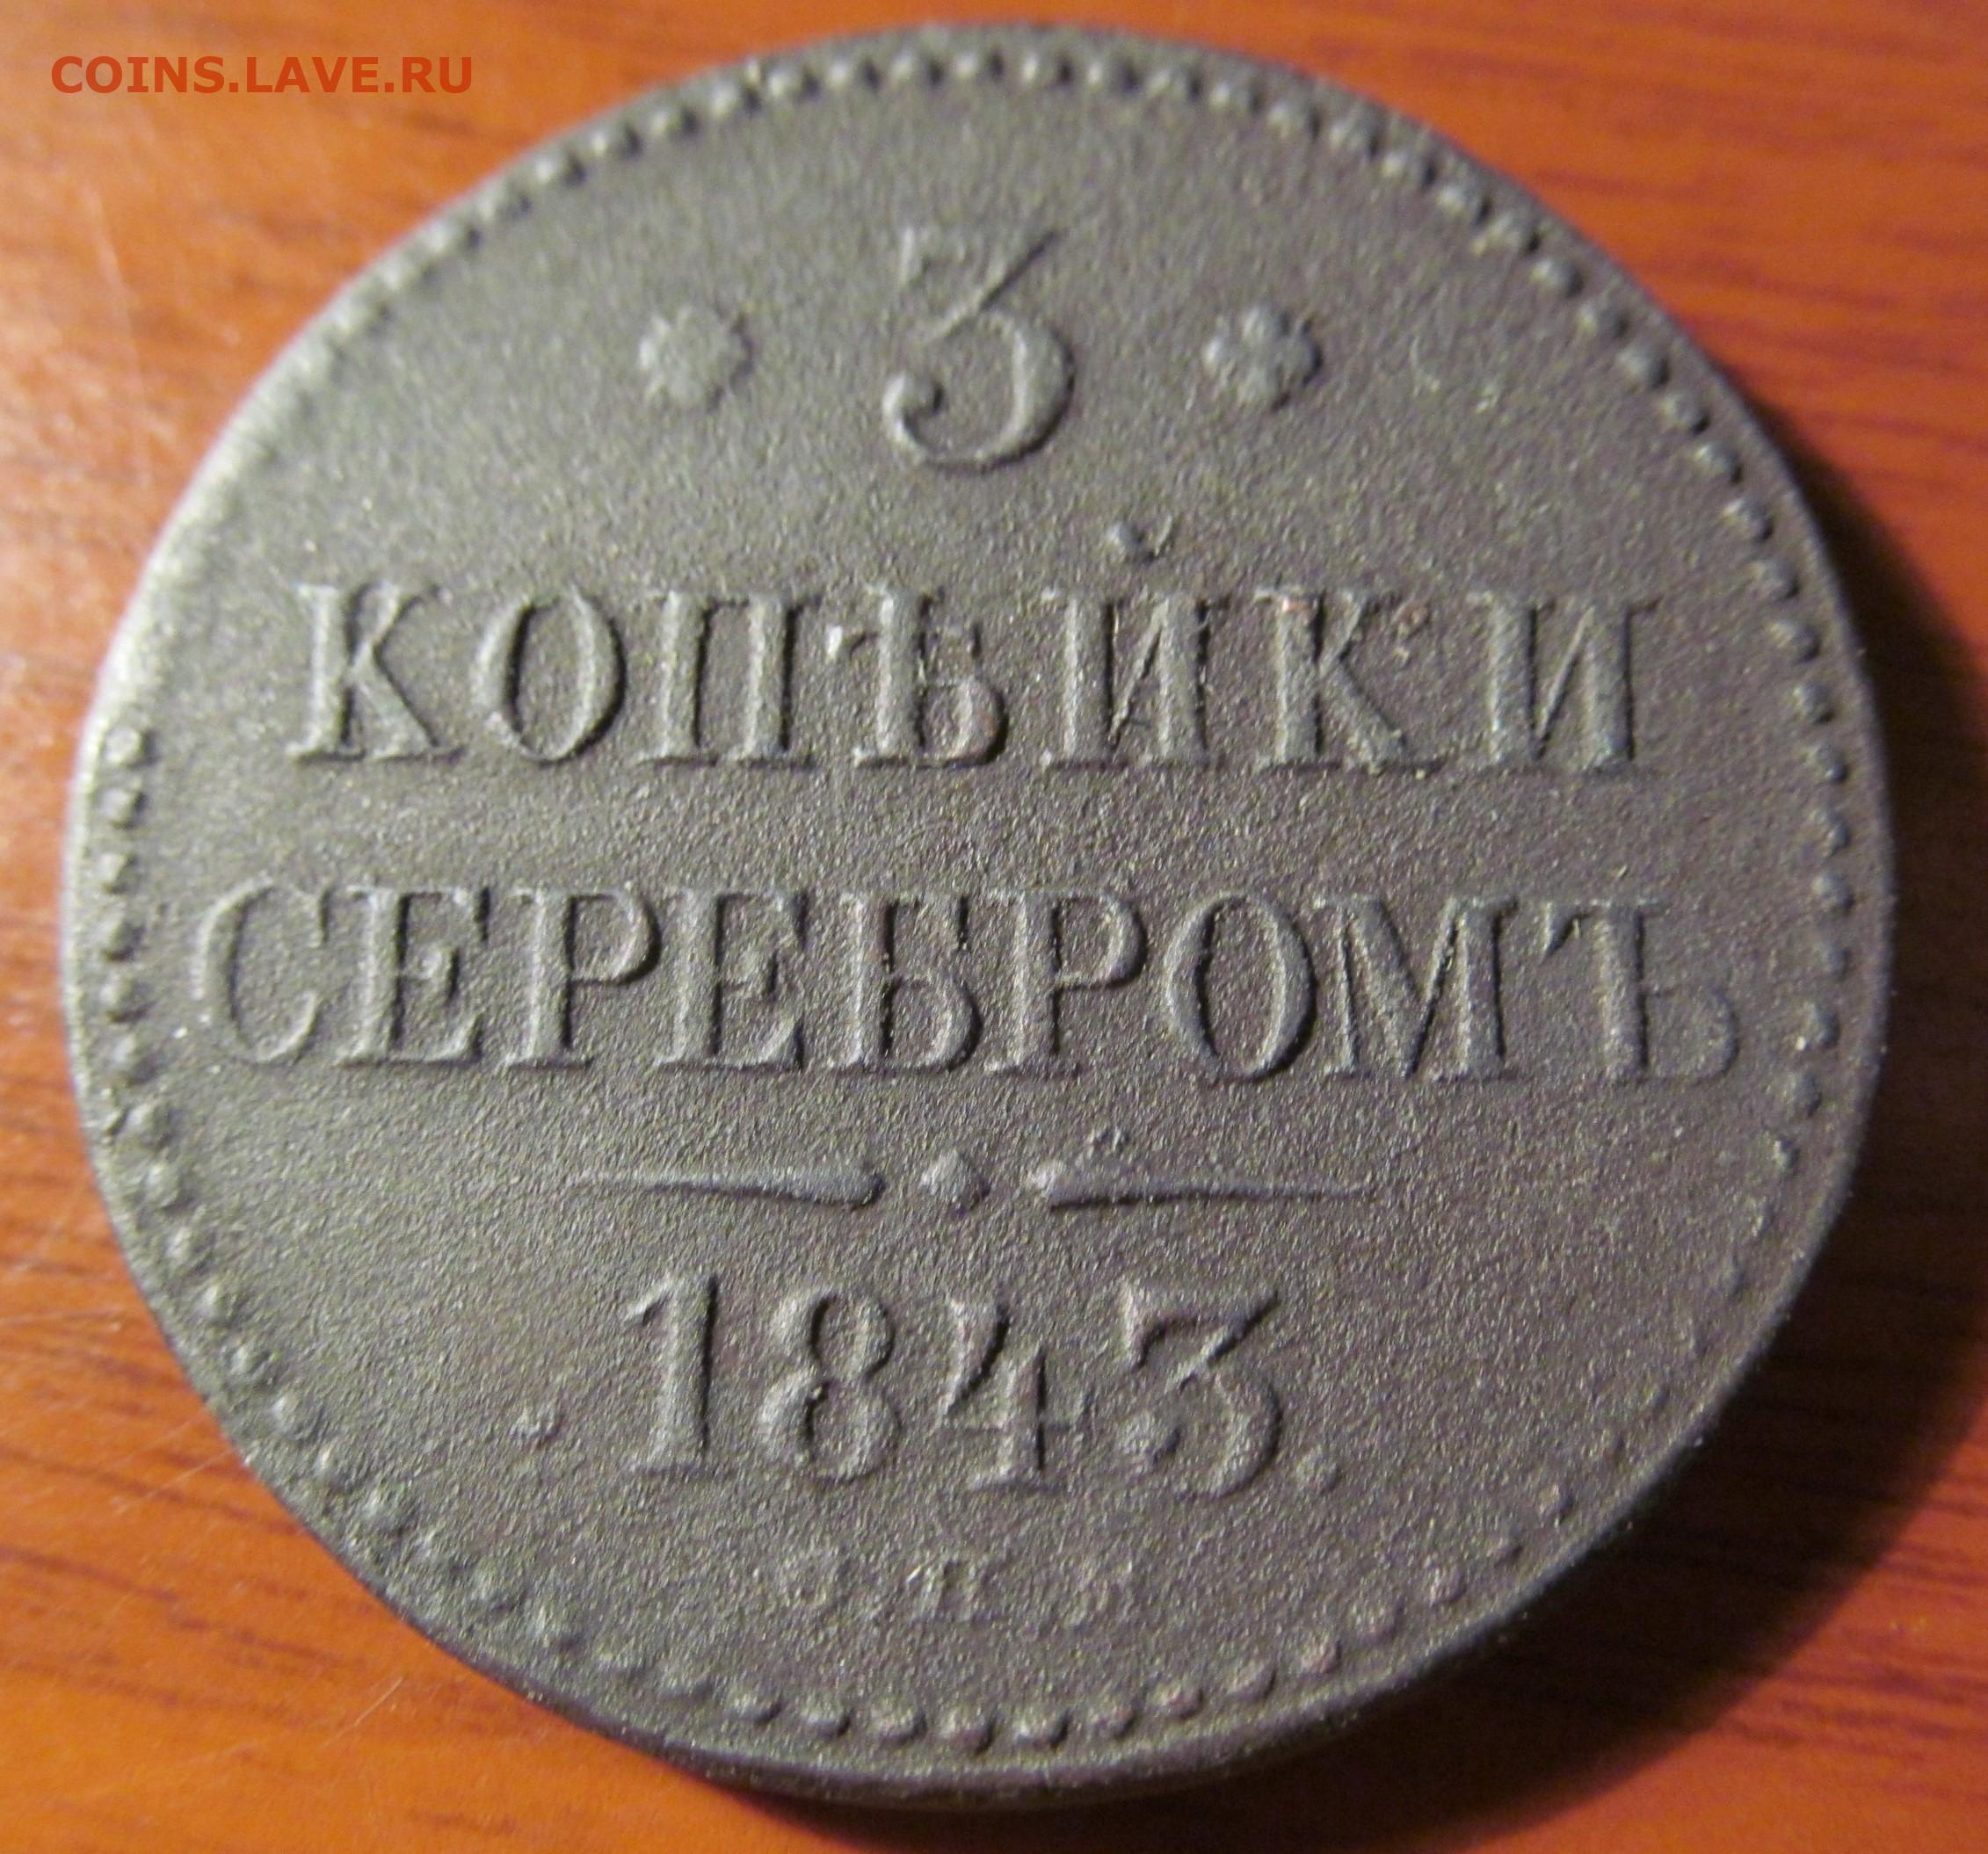 COINS.LAVE.RU
3
КОПѢЙКИ
СЕРЕБРОМЪ
.1843.